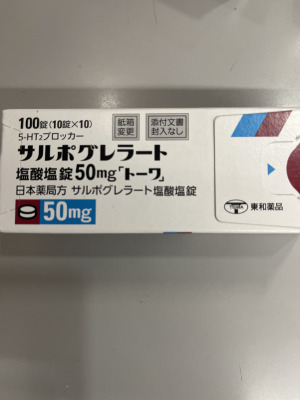 100錠(10錠×10)
紙箱
変更
添付文書
封入なし
5-HT₂ブロッカー
サルポグレラート
塩酸塩錠50mg「トーワ」
日本薬局方 サルポグレラート塩酸塩錠
50mg
東和薬品